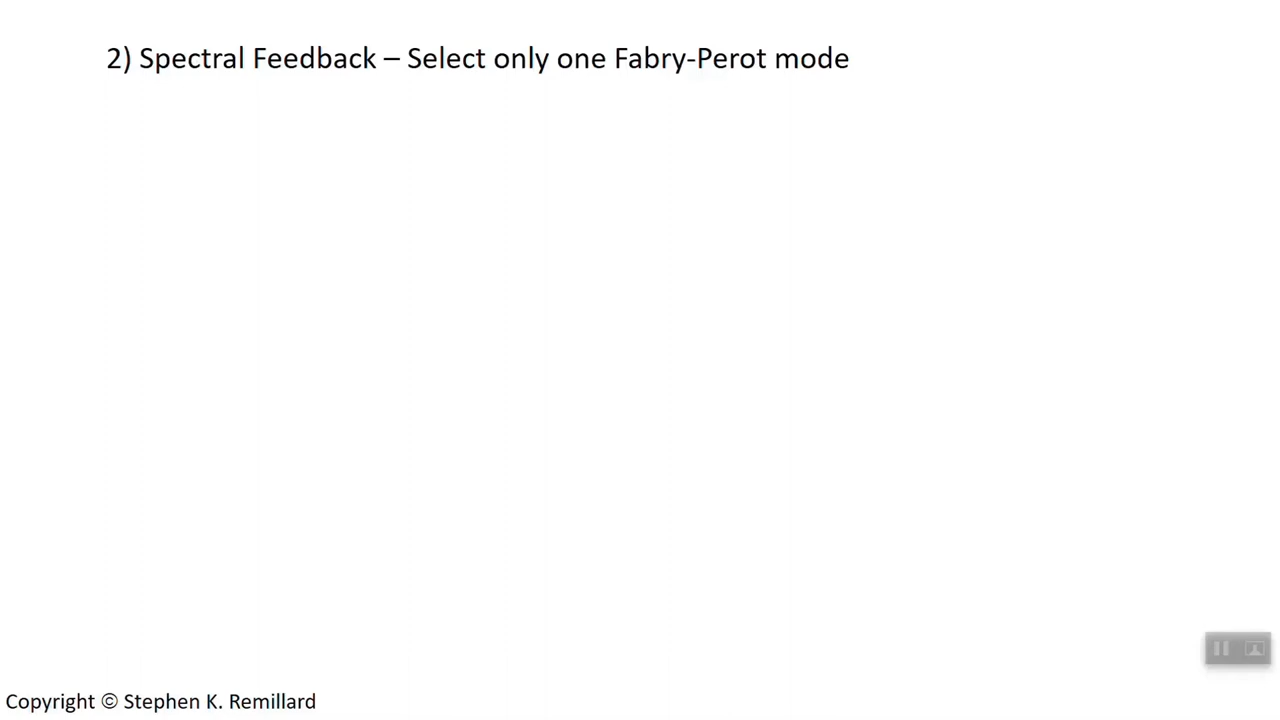 2) Spectral Feedback – Select only one Fabry-Perot mode
Copyright © Stephen K. Remillard